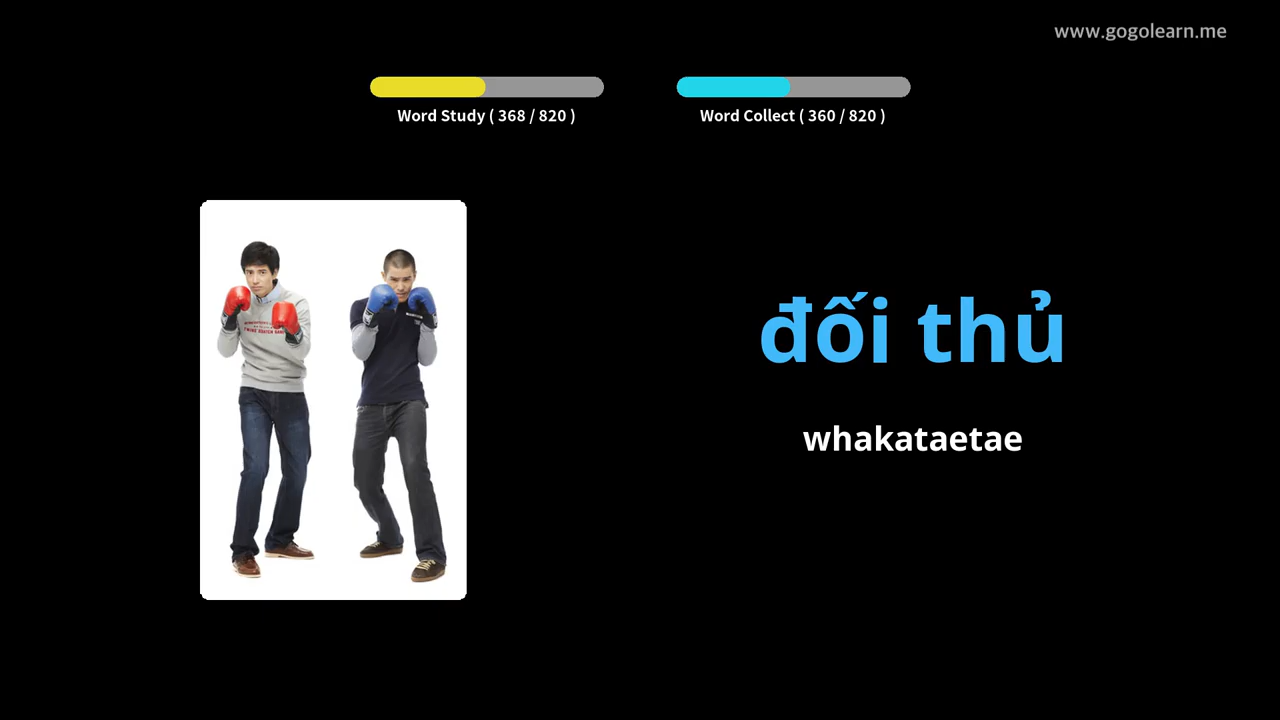 www.gogolearn.me
Word Study ( 368 / 820 )
Word Collect ( 360 / 820 )
đối thủ
whakataetae